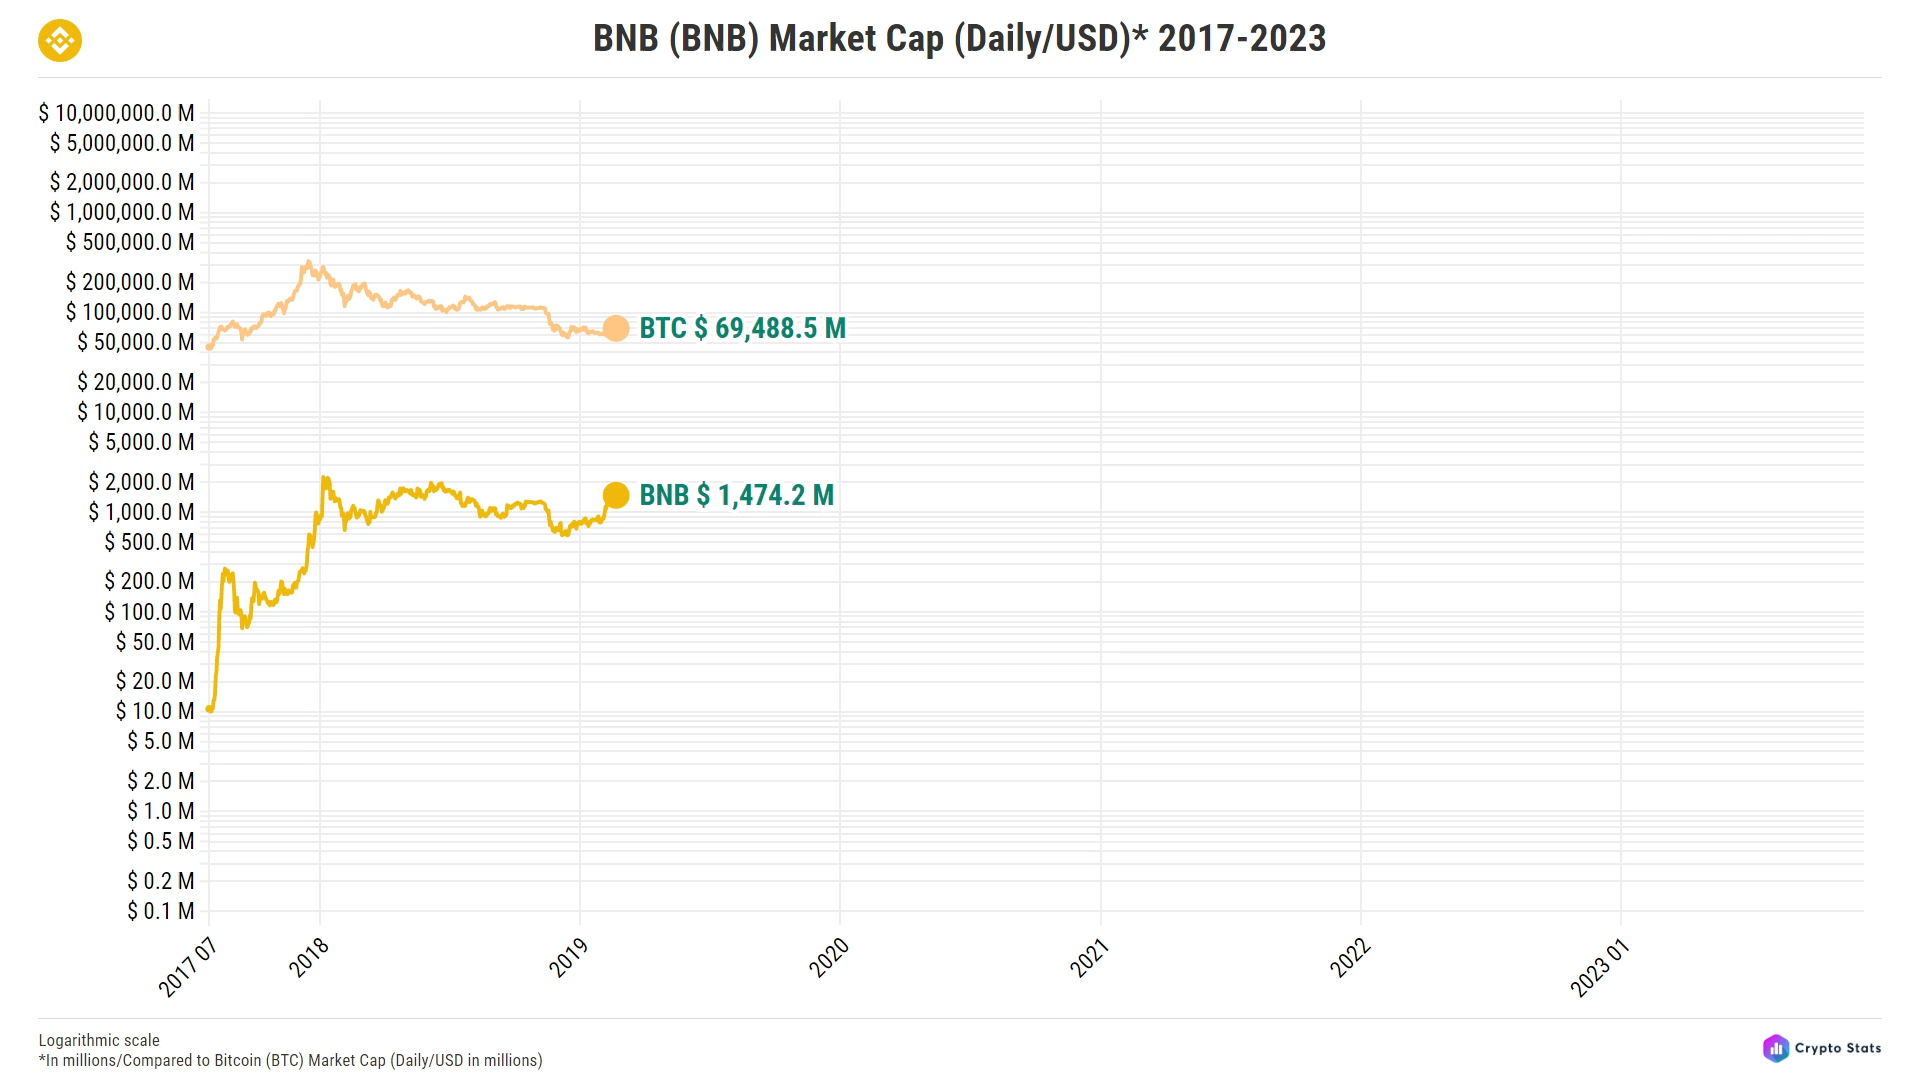 BNB (BNB) Market Cap (Daily/USD)* 2017-2023
$ 10,000,000.0 M
$ 5,000,000.0 M
$ 2,000,000.0 M
$ 1,000,000.0 M
$ 500,000.0 M
$ 200,000.0 M
$ 100,000.0 M
$ 50,000.0 M
$ 20,000.0 M
$ 10,000.0 M
$ 5,000.0 M
$ 2,000.0 M
$ 1,000.0 M
$ 500.0 M
$ 200.0 M
$ 100.0 M
$ 50.0 M
$ 20.0 M
$ 10.0 M
$ 5.0 M
$ 2.0 M
$ 1.0 M
$ 0.5 M
$ 0.2 M
$ 0.1 M
BTC $ 69,488.5 M
BNB $ 1,474.2 M
2017 07
2018
2019
2020
2021
2022
2023 01
Logarithmic scale
*In millions/Compared to Bitcoin (BTC) Market Cap (Daily/USD in millions)
Crypto Stats